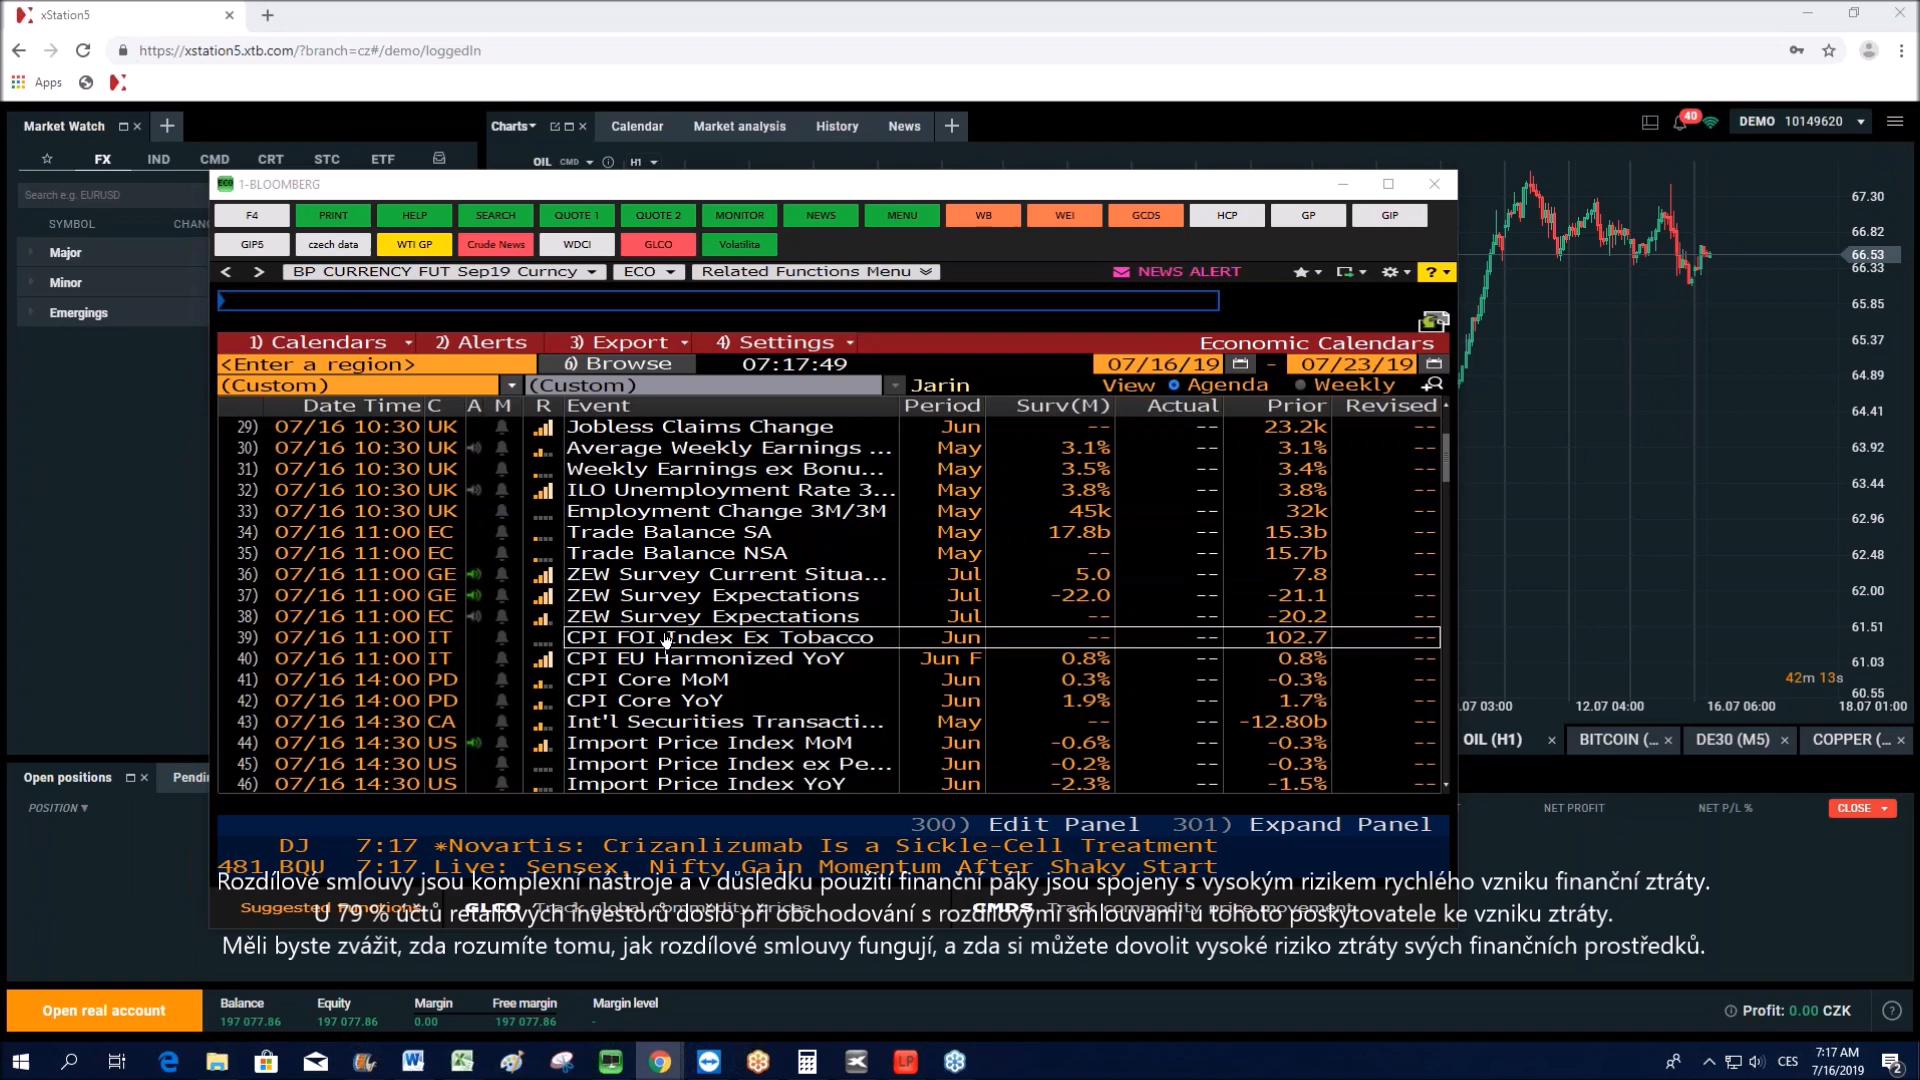 xStation5
https://xstation5.xtb.com/?branch=cz#/demo/loggedIn
Apps
Market Watch
Charts
Calendar
Market analysis
History
News
40
DEMO 10149620
FX IND CMD CRT STC ETF
OIL CMD H1
Search e.g. EURUSD
SYMBOL CHAN
Major
Minor
Emergings
ECO 1-BLOOMBERG
F4 PRINT HELP SEARCH QUOTE 1 QUOTE 2 MONITOR NEWS MENU WB WEI GCDS HCP GP GIP
GIP5 czech data WTI GP Crude News WDCI GLCO Volatilita
< > BP CURRENCY FUT Sep19 Curncy ECO Related Functions Menu NEWS ALERT ?
1) Calendars 2) Alerts 3) Export 4) Settings Economic Calendars
<Enter a region> 6) Browse 07:17:49 07/16/19 - 07/23/19
(Custom) (Custom) Jarin View Agenda Weekly
Date Time C A M R Event Period Surv(M) Actual Prior Revised
29) 07/16 10:30 UK Jobless Claims Change Jun -- -- 23.2k --
30) 07/16 10:30 UK Average Weekly Earnings ... May 3.1% -- 3.1% --
31) 07/16 10:30 UK Weekly Earnings ex Bonu... May 3.5% -- 3.4% --
32) 07/16 10:30 UK ILO Unemployment Rate 3... May 3.8% -- 3.8% --
33) 07/16 10:30 UK Employment Change 3M/3M May 45k -- 32k --
34) 07/16 11:00 EC Trade Balance SA May 17.8b -- 15.3b --
35) 07/16 11:00 EC Trade Balance NSA May -- -- 15.7b --
36) 07/16 11:00 GE ZEW Survey Current Situa... Jul 5.0 -- 7.8 --
37) 07/16 11:00 GE ZEW Survey Expectations Jul -22.0 -- -21.1 --
38) 07/16 11:00 EC ZEW Survey Expectations Jul -- -- -20.2 --
39) 07/16 11:00 IT CPI FOI Index Ex Tobacco Jun -- -- 102.7 --
40) 07/16 11:00 IT CPI EU Harmonized YoY Jun F 0.8% -- 0.8% --
41) 07/16 14:00 PD CPI Core MoM Jun 0.3% -- -0.3% --
42) 07/16 14:00 PD CPI Core YoY Jun 1.9% -- 1.7% --
43) 07/16 14:30 CA Int'l Securities Transacti... May -- -- -12.80b --
44) 07/16 14:30 US Import Price Index MoM Jun -0.6% -- -0.3% --
45) 07/16 14:30 US Import Price Index ex Pe... Jun -0.2% -- -0.3% --
46) 07/16 14:30 US Import Price Index YoY Jun -2.3% -- -1.5% --
300) Edit Panel 301) Expand Panel
DJ 7:17 *Novartis: Crizanlizumab Is a Sickle-Cell Treatment
481 BQU 7:17 Live: Sensex, Nifty Gain Momentum After Shaky Start
Suggested Functions GLCO Track global commodity prices CMDS Track commodity price movement
67.30
66.82
66.53
66.33
65.85
65.37
64.89
64.41
63.92
63.44
62.96
62.48
62.00
61.51
61.03
60.55
42m 13s
.07 03:00 12.07 04:00 16.07 06:00 18.07 01:00
OIL (H1) BITCOIN (... DE30 (M5) COPPER (...
Open positions Pendin
POSITION NET PROFIT NET P/L % CLOSE
Rozdílové smlouvy jsou komplexní nástroje a v důsledku použití finanční páky jsou spojeny s vysokým rizikem rychlého vzniku finanční ztráty.
U 79 % účtů retailových investorů došlo při obchodování s rozdílovými smlouvami u tohoto poskytovatele ke vzniku ztráty.
Měli byste zvážit, zda rozumíte tomu, jak rozdílové smlouvy fungují, a zda si můžete dovolit vysoké riziko ztráty svých finančních prostředků.
Open real account
Balance Equity Margin Free margin Margin level
197 077.86 197 077.86 0.00 197 077.86 -
Profit: 0.00 CZK
CES
7:17 AM
7/16/2019
2